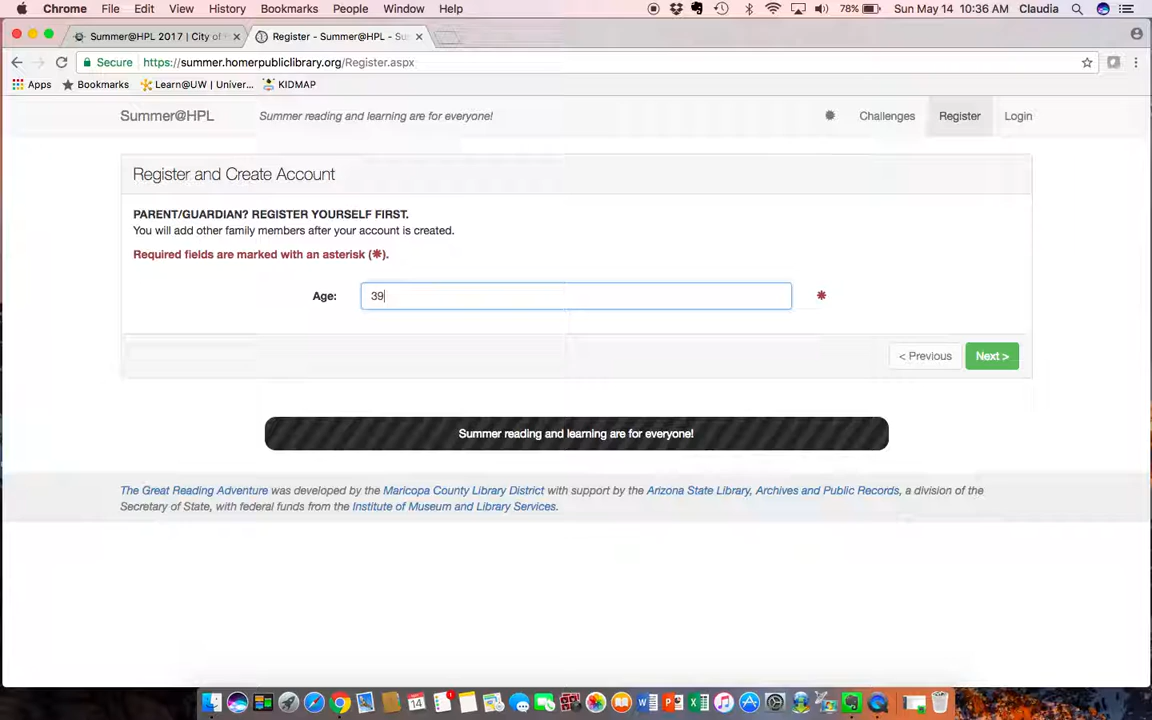 Chrome File Edit View History Bookmarks People Window Help 78% Sun May 14 10:36 AM Claudia
Summer@HPL 2017 | City of Register - Summer@HPL - Su
Secure https://summer.homerpubliclibrary.org/Register.aspx
Apps Bookmarks Learn@UW | Univer... KIDMAP
Summer@HPL Summer reading and learning are for everyone! Challenges Register Login
Register and Create Account
PARENT/GUARDIAN? REGISTER YOURSELF FIRST.
You will add other family members after your account is created.
Required fields are marked with an asterisk (*).
Age: 39 *
< Previous Next >
Summer reading and learning are for everyone!
The Great Reading Adventure was developed by the Maricopa County Library District with support by the Arizona State Library, Archives and Public Records, a division of the
Secretary of State, with federal funds from the Institute of Museum and Library Services.